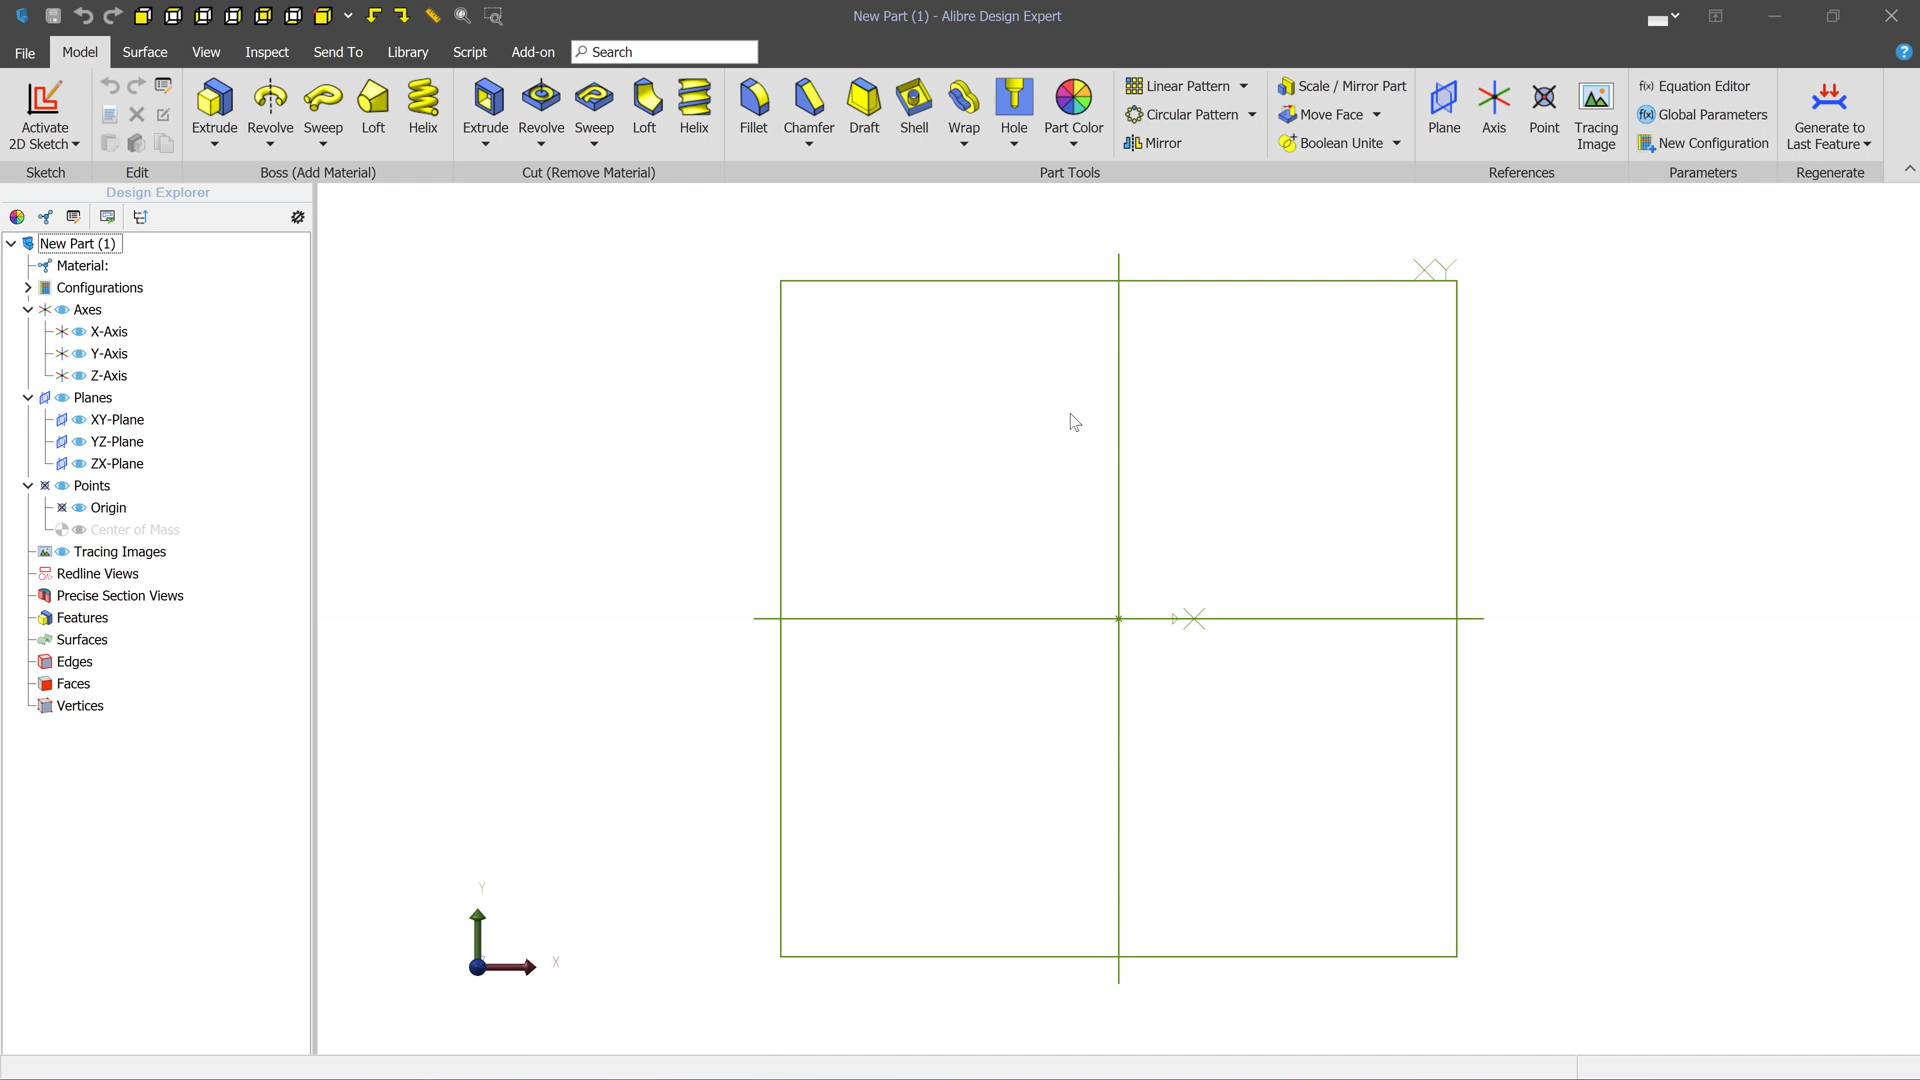 New Part (1) - Alibre Design Expert
File Model Surface View Inspect Send To Library Script Add-on Search
Activate 2D Sketch
Extrude Revolve Sweep Loft Helix
Extrude Revolve Sweep Loft Helix
Fillet Chamfer Draft Shell Wrap Hole Part Color
Linear Pattern
Circular Pattern
Mirror
Scale / Mirror Part
Move Face
Boolean Unite
Plane Axis Point Tracing Image
f(x) Equation Editor
f(x) Global Parameters
New Configuration
Generate to Last Feature
Sketch Edit Boss (Add Material) Cut (Remove Material) Part Tools References Parameters Regenerate
Design Explorer
New Part (1)
Material:
Configurations
Axes
X-Axis
Y-Axis
Z-Axis
Planes
XY-Plane
YZ-Plane
ZX-Plane
Points
Origin
Center of Mass
Tracing Images
Redline Views
Precise Section Views
Features
Surfaces
Edges
Faces
Vertices
XY
X
Y
X